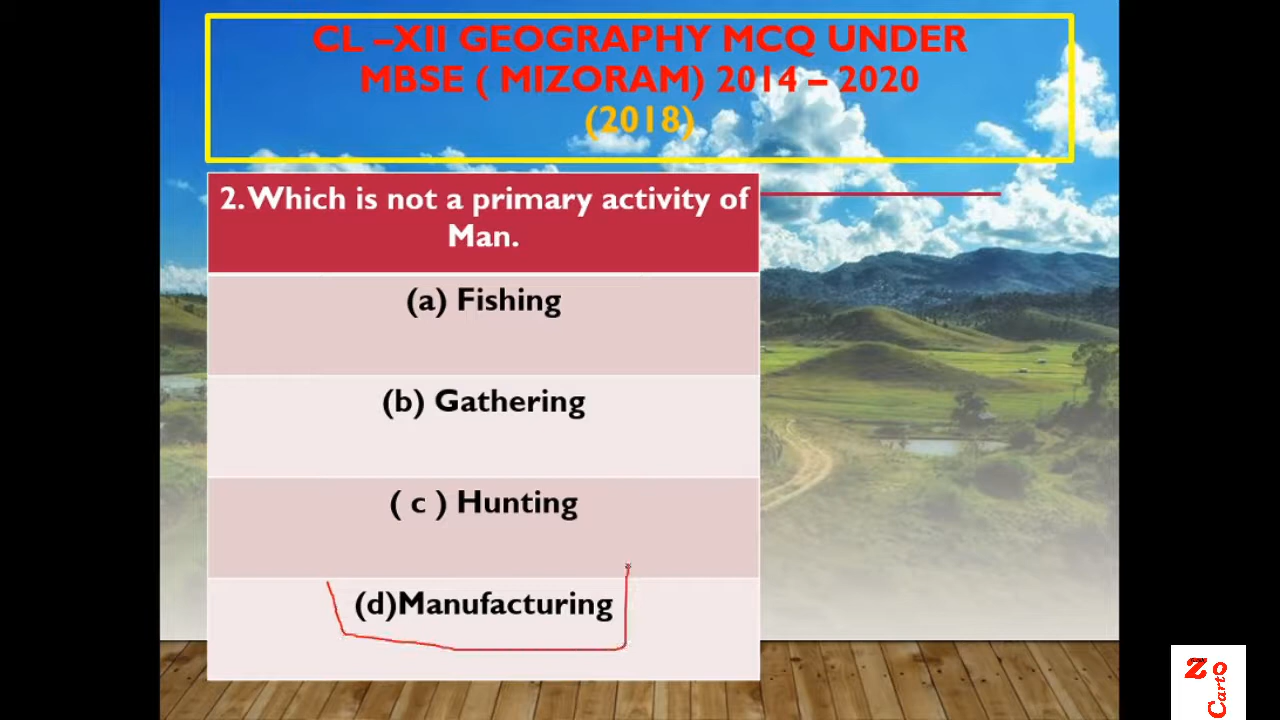 CL –XII GEOGRAPHY MCQ UNDER
MBSE ( MIZORAM) 2014 – 2020
(2018)
2.Which is not a primary activity of
Man.
(a) Fishing
(b) Gathering
( c ) Hunting
(d)Manufacturing
Zo
Carto